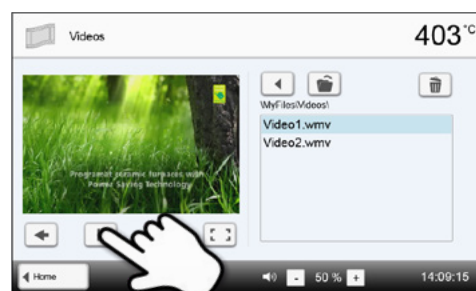 Videos
403 °C
\MyFiles\Videos\
Video1.wmv
Video2.wmv
Programat ceramic furnaces with
Power Saving Technology
Home
- 50 % +
14:09:15